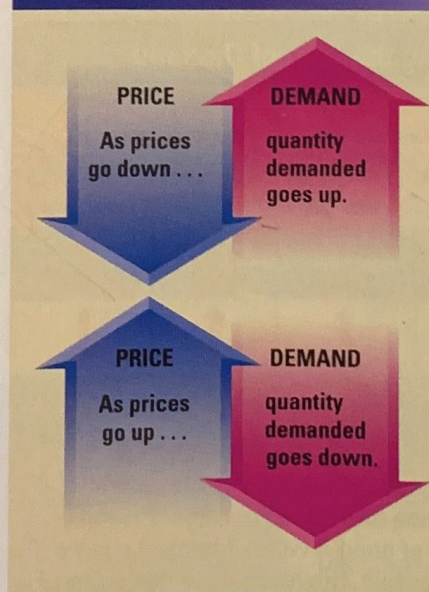 PRICE
As prices
go down...
DEMAND
quantity
demanded
goes up.
PRICE
As prices
go up...
DEMAND
quantity
demanded
goes down.